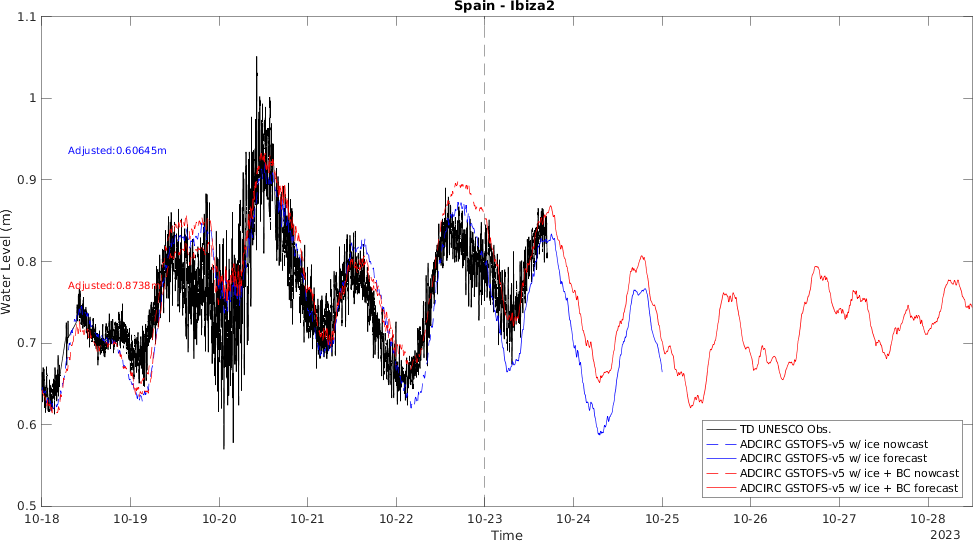 Spain - Ibiza2
Water Level (m)
1.1
1
0.9
0.8
0.7
0.6
0.5
Adjusted:0.60645m
Adjusted:0.8738m
TD UNESCO Obs.
ADCIRC GSTOFS-v5 w/ ice nowcast
ADCIRC GSTOFS-v5 w/ ice forecast
ADCIRC GSTOFS-v5 w/ ice + BC nowcast
ADCIRC GSTOFS-v5 w/ ice + BC forecast
10-18 10-19 10-20 10-21 10-22 10-23 10-24 10-25 10-26 10-27 10-28
2023
Time